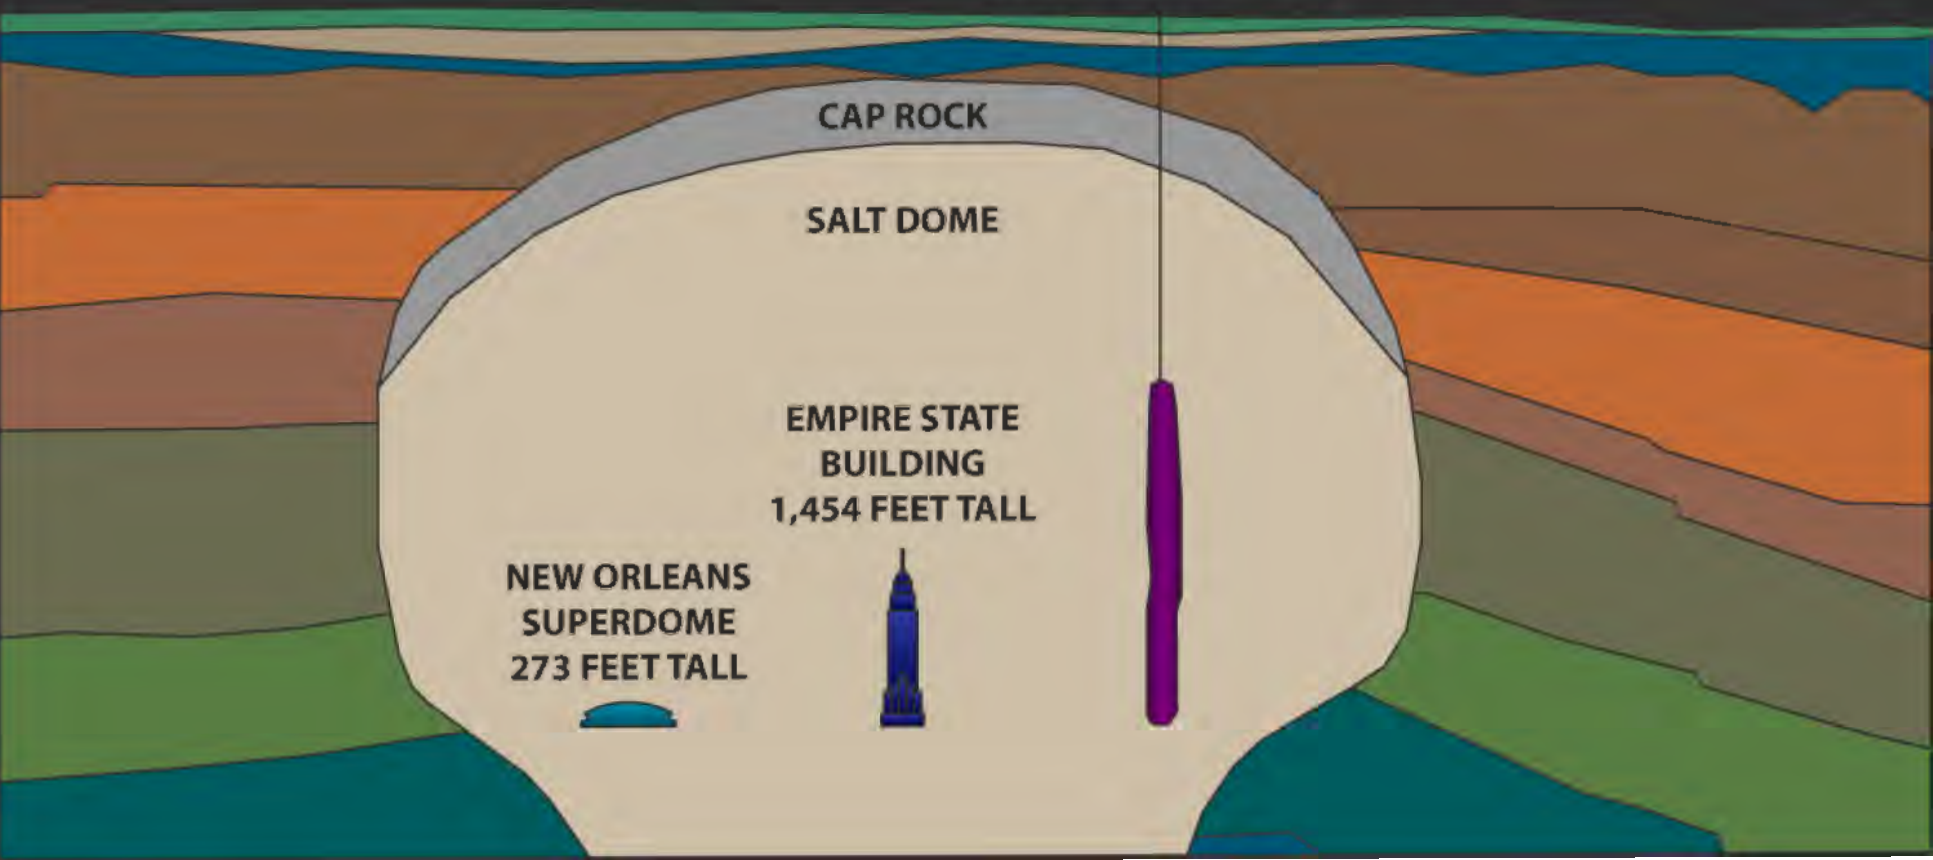 CAP ROCK
SALT DOME
EMPIRE STATE
BUILDING
1,454 FEET TALL
NEW ORLEANS
SUPERDOME
273 FEET TALL